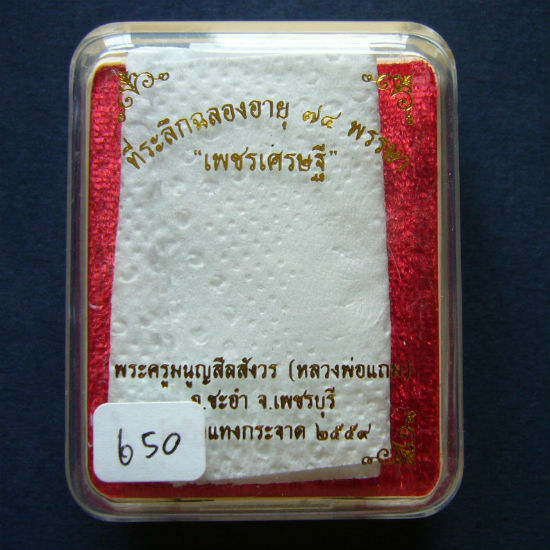 ที่ระลึกฉลองอายุ ๗๔ พรรษา
"เพชรเศรษฐี"
พระครูมนูญสีลสังวร (หลวงพ่อแถม)
อ.ชะอำ จ.เพชรบุรี
แทงกระจาด ๒๕๕๙
650